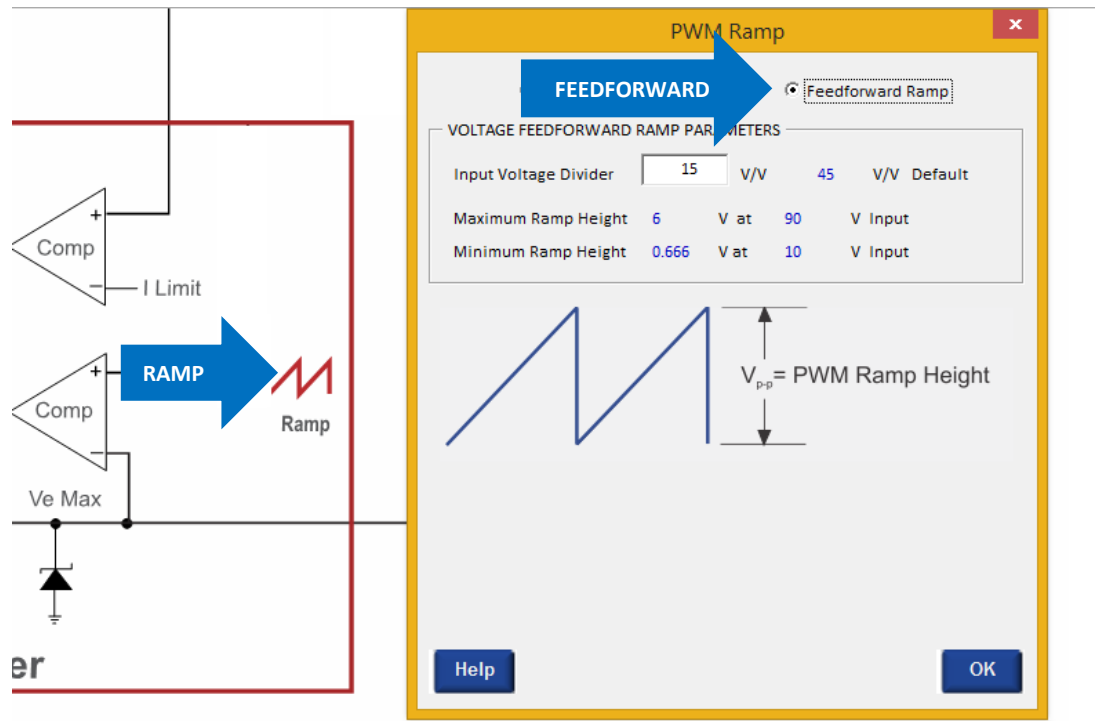 PWM Ramp
x
FEEDFORWARD
Feedforward Ramp
VOLTAGE FEEDFORWARD RAMP PARAMETERS
Input Voltage Divider 15 V/V 45 V/V Default
Maximum Ramp Height 6 V at 90 V Input
Minimum Ramp Height 0.666 V at 10 V Input
+
Comp
−
I Limit
+
Comp
−
RAMP
Ramp
Vp-p= PWM Ramp Height
Ve Max
er
Help
OK